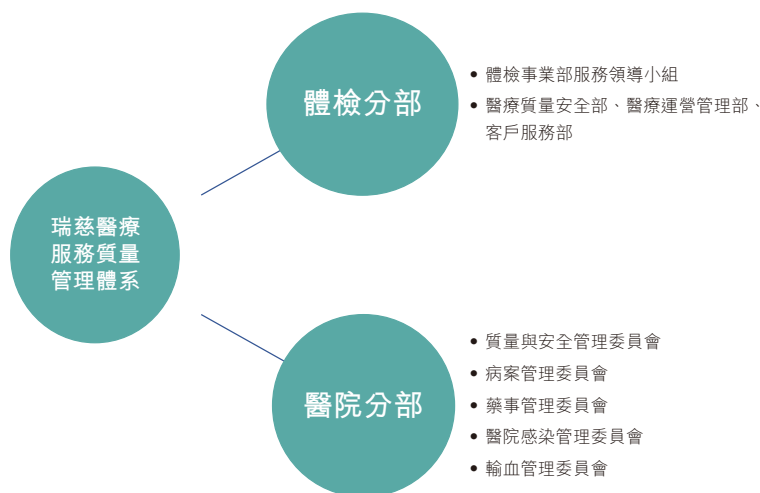 體檢分部
• 體檢事業部服務領導小組
• 醫療質量安全部、醫療運營管理部、
客戶服務部
瑞慈醫療
服務質量
管理體系
醫院分部
• 質量與安全管理委員會
• 病案管理委員會
• 藥事管理委員會
• 醫院感染管理委員會
• 輸血管理委員會